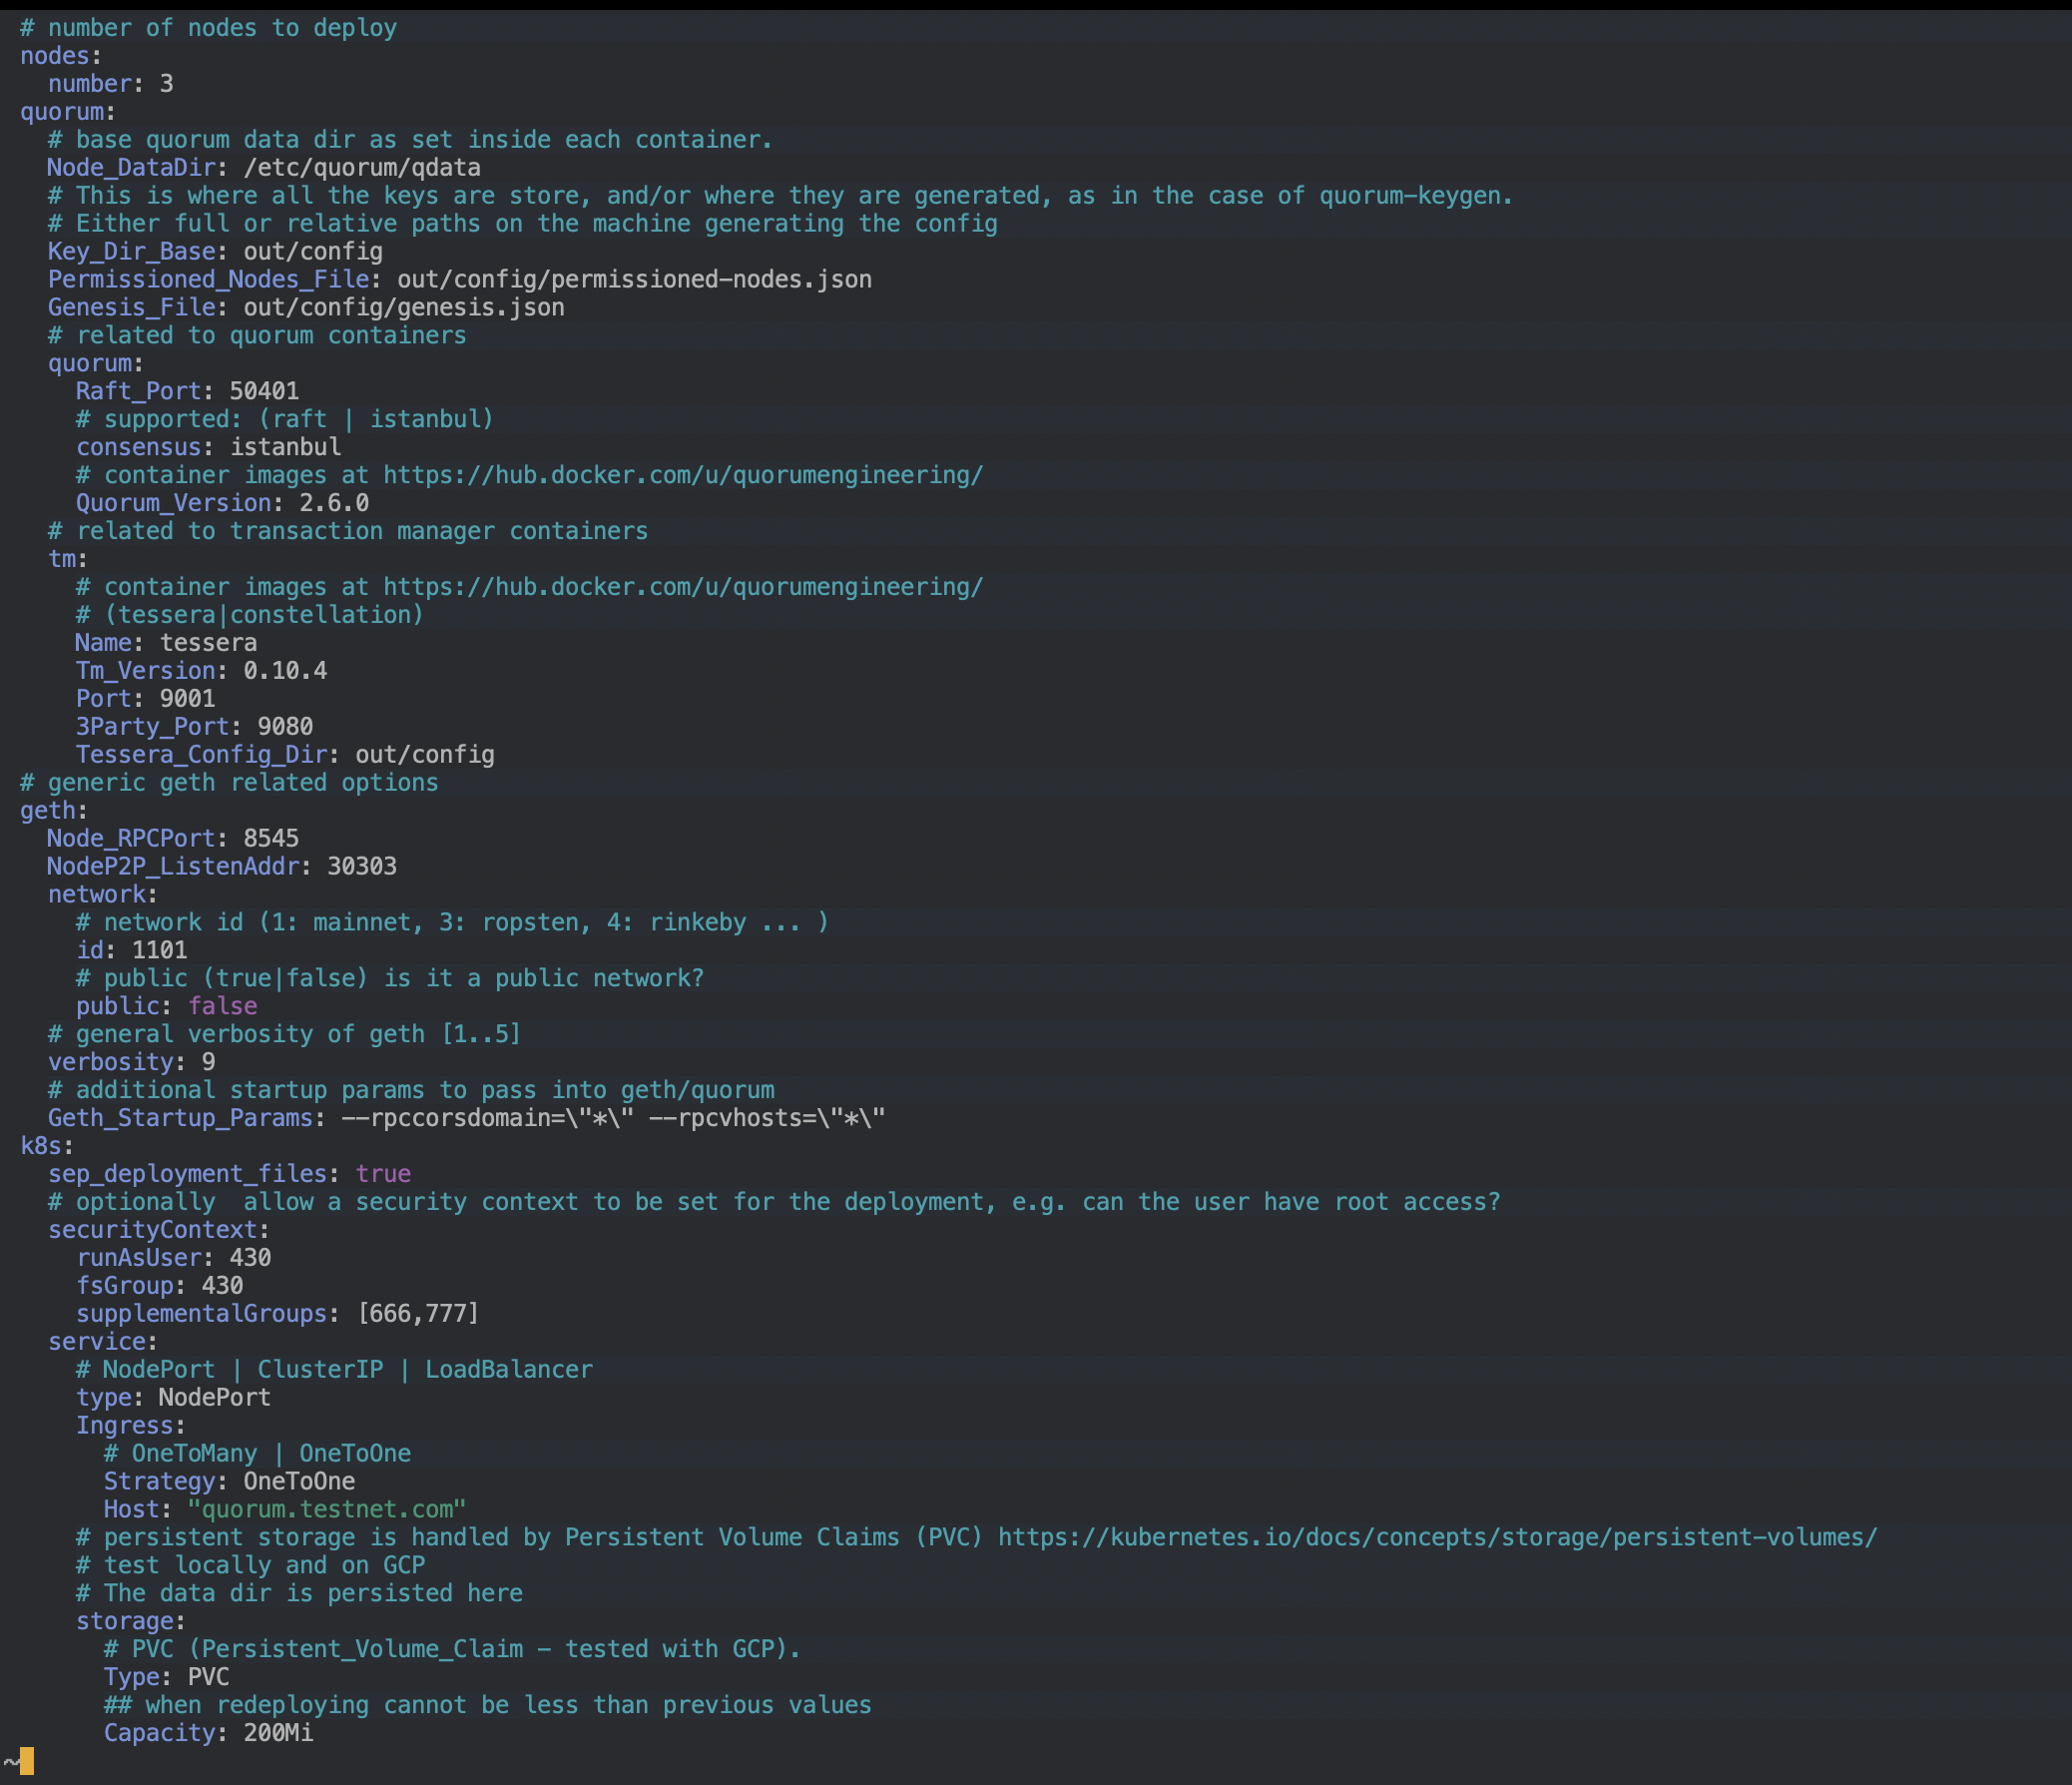 # number of nodes to deploy
nodes:
  number: 3
quorum:
  # base quorum data dir as set inside each container.
  Node_DataDir: /etc/quorum/qdata
  # This is where all the keys are store, and/or where they are generated, as in the case of quorum-keygen.
  # Either full or relative paths on the machine generating the config
  Key_Dir_Base: out/config
  Permissioned_Nodes_File: out/config/permissioned-nodes.json
  Genesis_File: out/config/genesis.json
  # related to quorum containers
  quorum:
    Raft_Port: 50401
    # supported: (raft | istanbul)
    consensus: istanbul
    # container images at https://hub.docker.com/u/quorumengineering/
    Quorum_Version: 2.6.0
  # related to transaction manager containers
  tm:
    # container images at https://hub.docker.com/u/quorumengineering/
    # (tessera|constellation)
    Name: tessera
    Tm_Version: 0.10.4
    Port: 9001
    3Party_Port: 9080
    Tessera_Config_Dir: out/config
# generic geth related options
geth:
  Node_RPCPort: 8545
  NodeP2P_ListenAddr: 30303
  network:
    # network id (1: mainnet, 3: ropsten, 4: rinkeby ... )
    id: 1101
    # public (true|false) is it a public network?
    public: false
  # general verbosity of geth [1..5]
  verbosity: 9
  # additional startup params to pass into geth/quorum
  Geth_Startup_Params: --rpccorsdomain=\"*\" --rpcvhosts=\"*\"
k8s:
  sep_deployment_files: true
  # optionally  allow a security context to be set for the deployment, e.g. can the user have root access?
  securityContext:
    runAsUser: 430
    fsGroup: 430
    supplementalGroups: [666,777]
  service:
    # NodePort | ClusterIP | LoadBalancer
    type: NodePort
    Ingress:
      # OneToMany | OneToOne
      Strategy: OneToOne
      Host: "quorum.testnet.com"
    # persistent storage is handled by Persistent Volume Claims (PVC) https://kubernetes.io/docs/concepts/storage/persistent-volumes/
    # test locally and on GCP
    # The data dir is persisted here
    storage:
      # PVC (Persistent_Volume_Claim - tested with GCP).
      Type: PVC
      ## when redeploying cannot be less than previous values
      Capacity: 200Mi
~